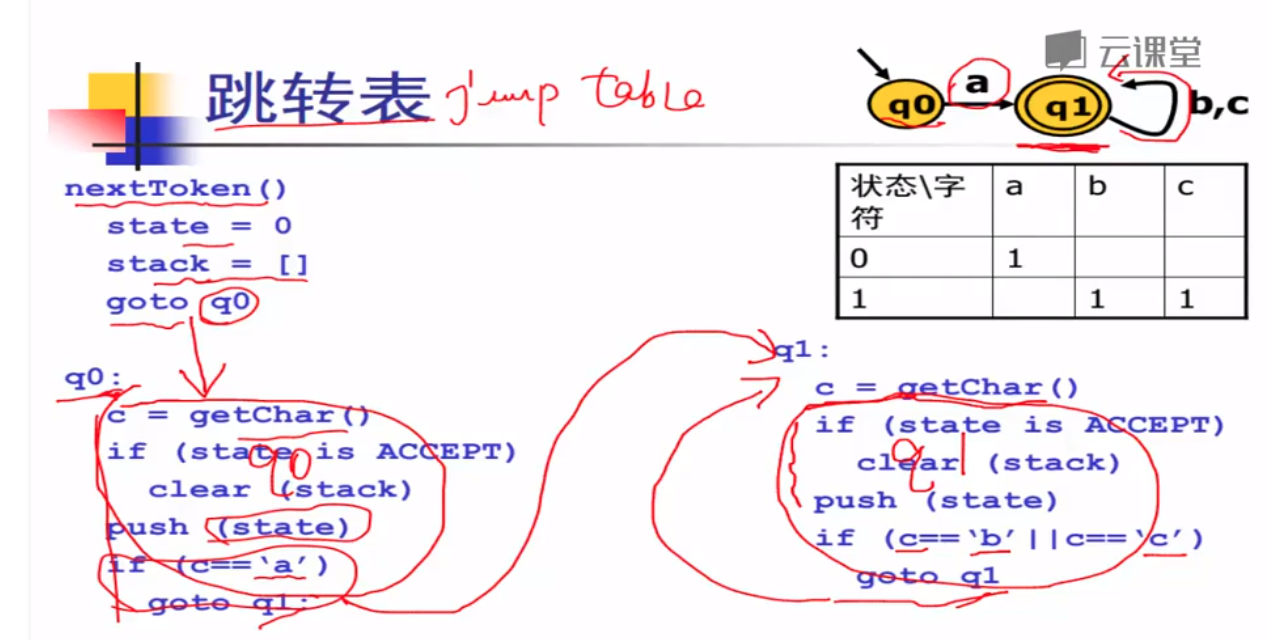 云课堂
跳转表 jump table
q0 a q1 b,c
nextToken()
state = 0
stack = []
goto q0
状态\字符 a b c
0 1
1 1 1
q0:
c = getChar()
if (state is ACCEPT)
clear (stack)
push (state)
if (c==‘a’)
goto q1:
q0
q1:
c = getChar()
if (state is ACCEPT)
clear (stack)
push (state)
if (c==‘b’||c==‘c’)
goto q1
q1